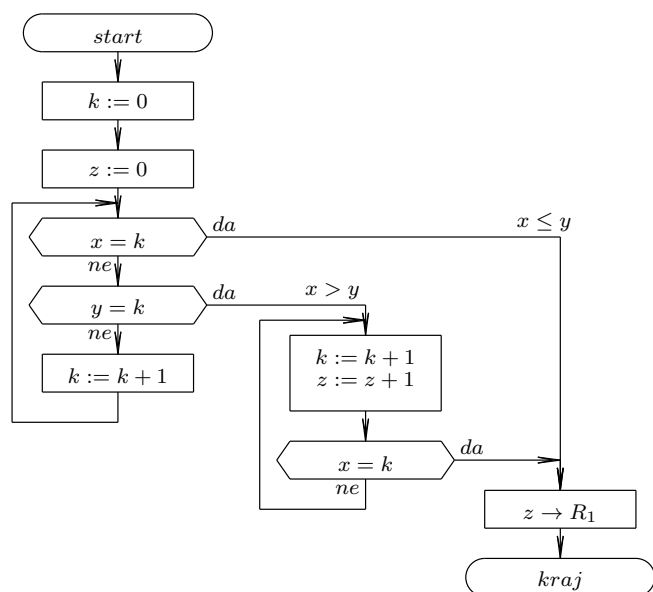 start
k := 0
z := 0
x = k
da
x ≤ y
ne
y = k
da
x > y
ne
k := k + 1
k := k + 1
z := z + 1
x = k
da
ne
z → R₁
kraj